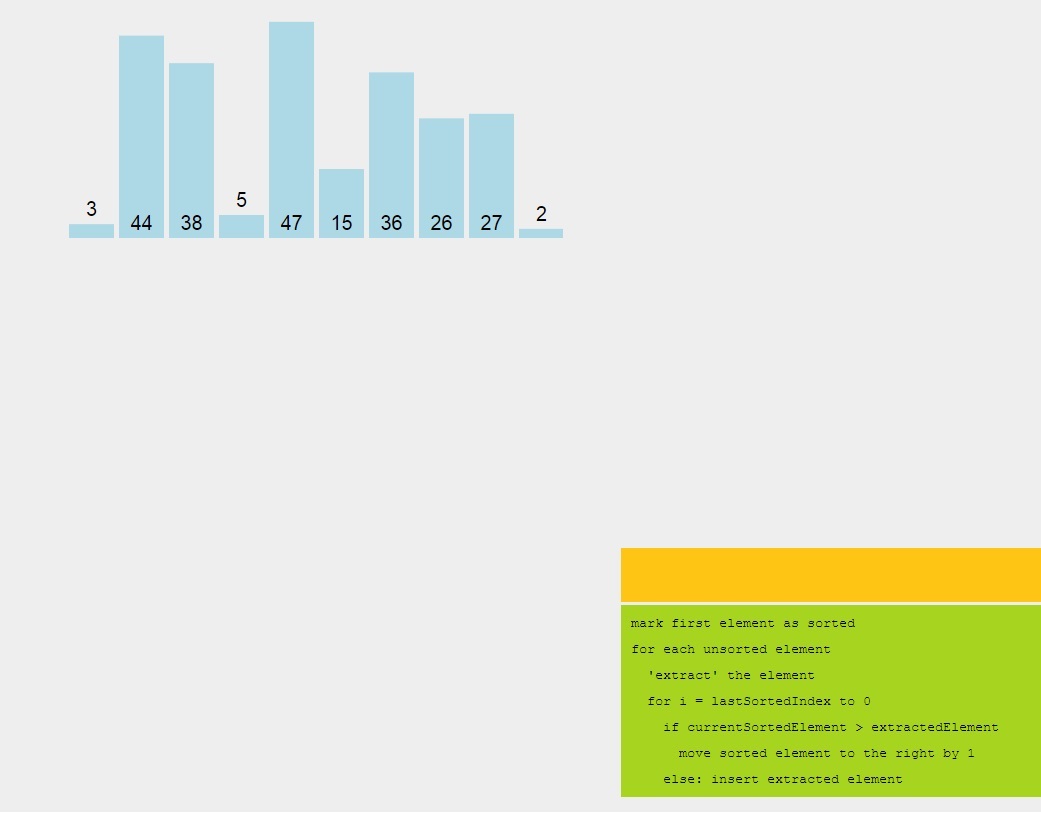 3 44 38 5 47 15 36 26 27 2
mark first element as sorted
for each unsorted element
'extract' the element
for i = lastSortedIndex to 0
if currentSortedElement > extractedElement
move sorted element to the right by 1
else: insert extracted element